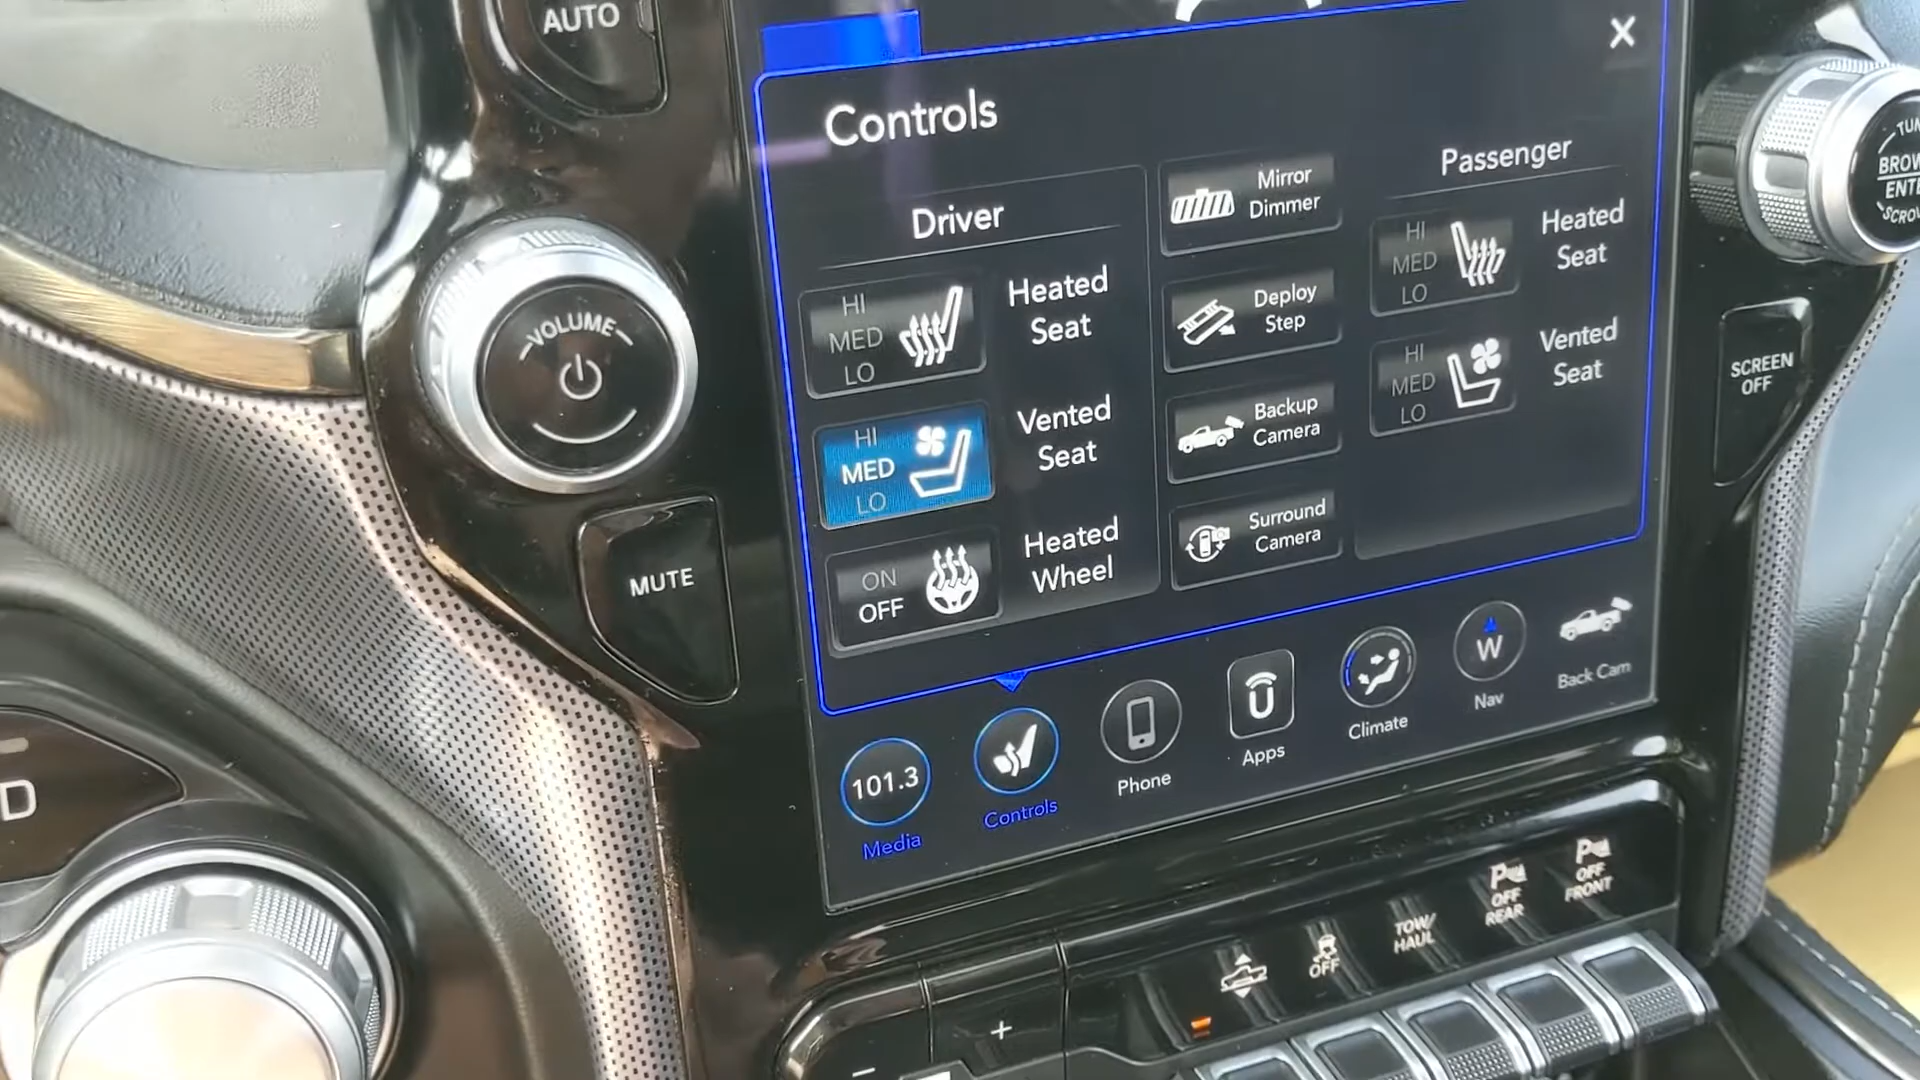 AUTO
VOLUME
MUTE
D
Controls
Driver
HI
MED
LO
Heated
Seat
HI
MED
LO
Vented
Seat
ON
OFF
Heated
Wheel
Mirror
Dimmer
Deploy
Step
Backup
Camera
Surround
Camera
Passenger
HI
MED
LO
Heated
Seat
HI
MED
LO
Vented
Seat
X
101.3
Media
Controls
Phone
Apps
Climate
W
Nav
Back Cam
SCREEN
OFF
OFF
TOW/
HAUL
P
OFF
REAR
P
OFF
FRONT
+
−